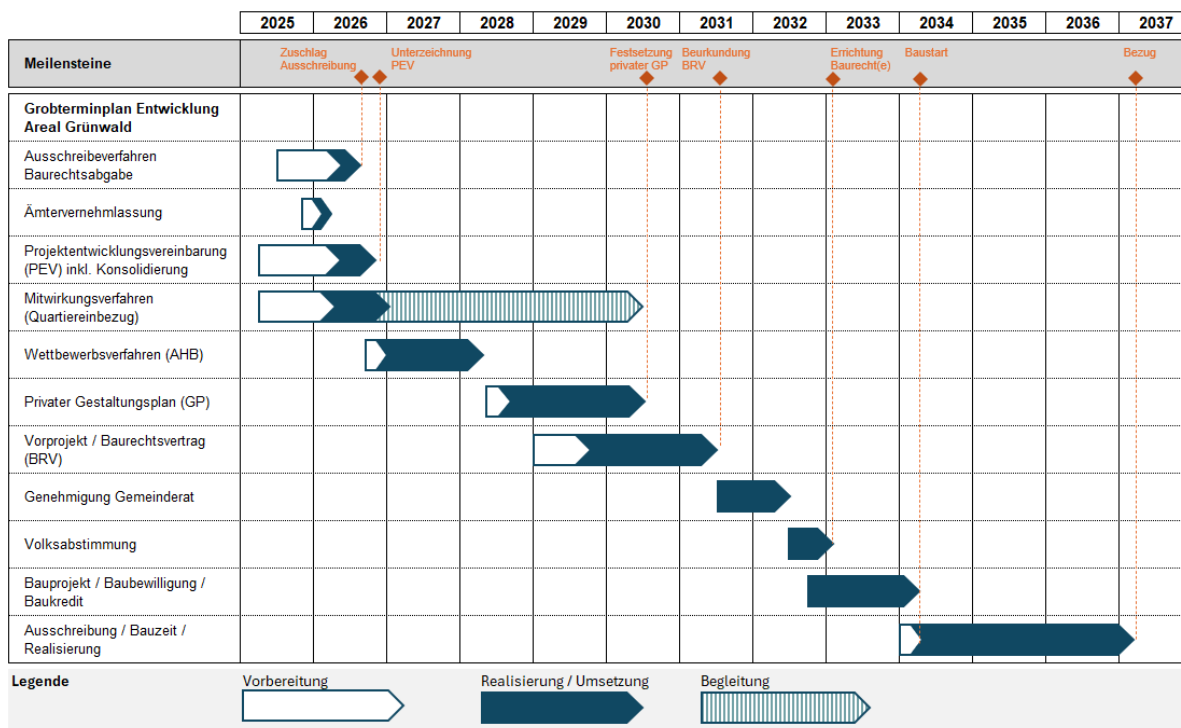 2025 2026 2027 2028 2029 2030 2031 2032 2033 2034 2035 2036 2037
Meilensteine
Zuschlag
Ausschreibung
Unterzeichnung
PEV
Festsetzung
privater GP
Beurkundung
BRV
Errichtung
Baurecht(e)
Baustart
Bezug
Grobterminplan Entwicklung
Areal Grünwald
Ausschreibeverfahren
Baurechtsabgabe
Ämtervernehmlassung
Projektentwicklungsvereinbarung
(PEV) inkl. Konsolidierung
Mitwirkungsverfahren
(Quartiereinbezug)
Wettbewerbsverfahren (AHB)
Privater Gestaltungsplan (GP)
Vorprojekt / Baurechtsvertrag
(BRV)
Genehmigung Gemeinderat
Volksabstimmung
Bauprojekt / Baubewilligung /
Baukredit
Ausschreibung / Bauzeit /
Realisierung
Legende
Vorbereitung
Realisierung / Umsetzung
Begleitung